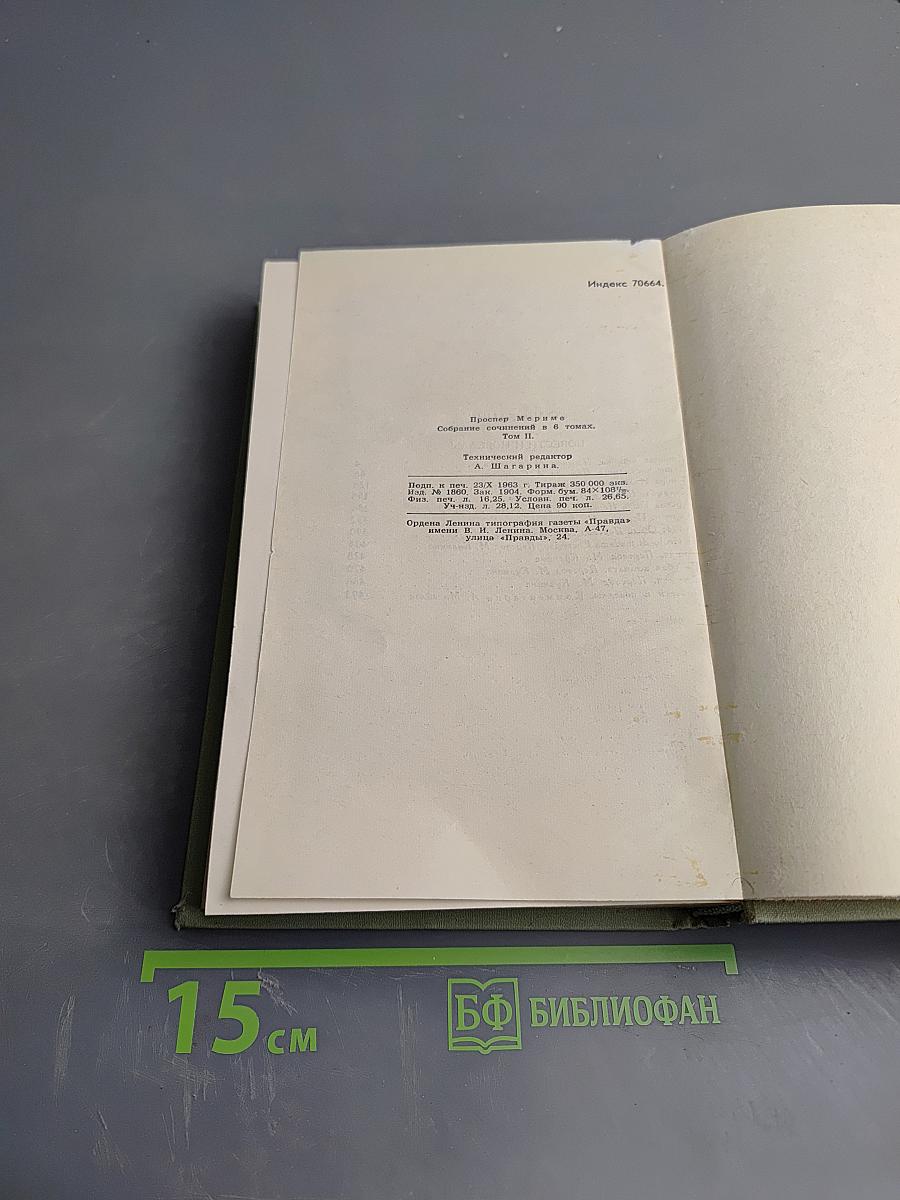 Индекс 70664.
Проспер Мериме
Собрание сочинений в 6 томах.
Том II.
Технический редактор
А. Шагарина.
Подп. к печ. 23/X 1963 г. Тираж 350 000 экз.
Изд. № 1860. Зак. 1904. Форм. бум. 84×108¹/₃₂.
Физ. печ. л. 16,25. Условн. печ. л. 26,65.
Уч-изд. л. 28,12. Цена 90 коп.
Ордена Ленина типография газеты «Правда»
имени В. И. Ленина. Москва, А-47,
улица «Правды», 24.
15 см
БФ БИБЛИОФАН